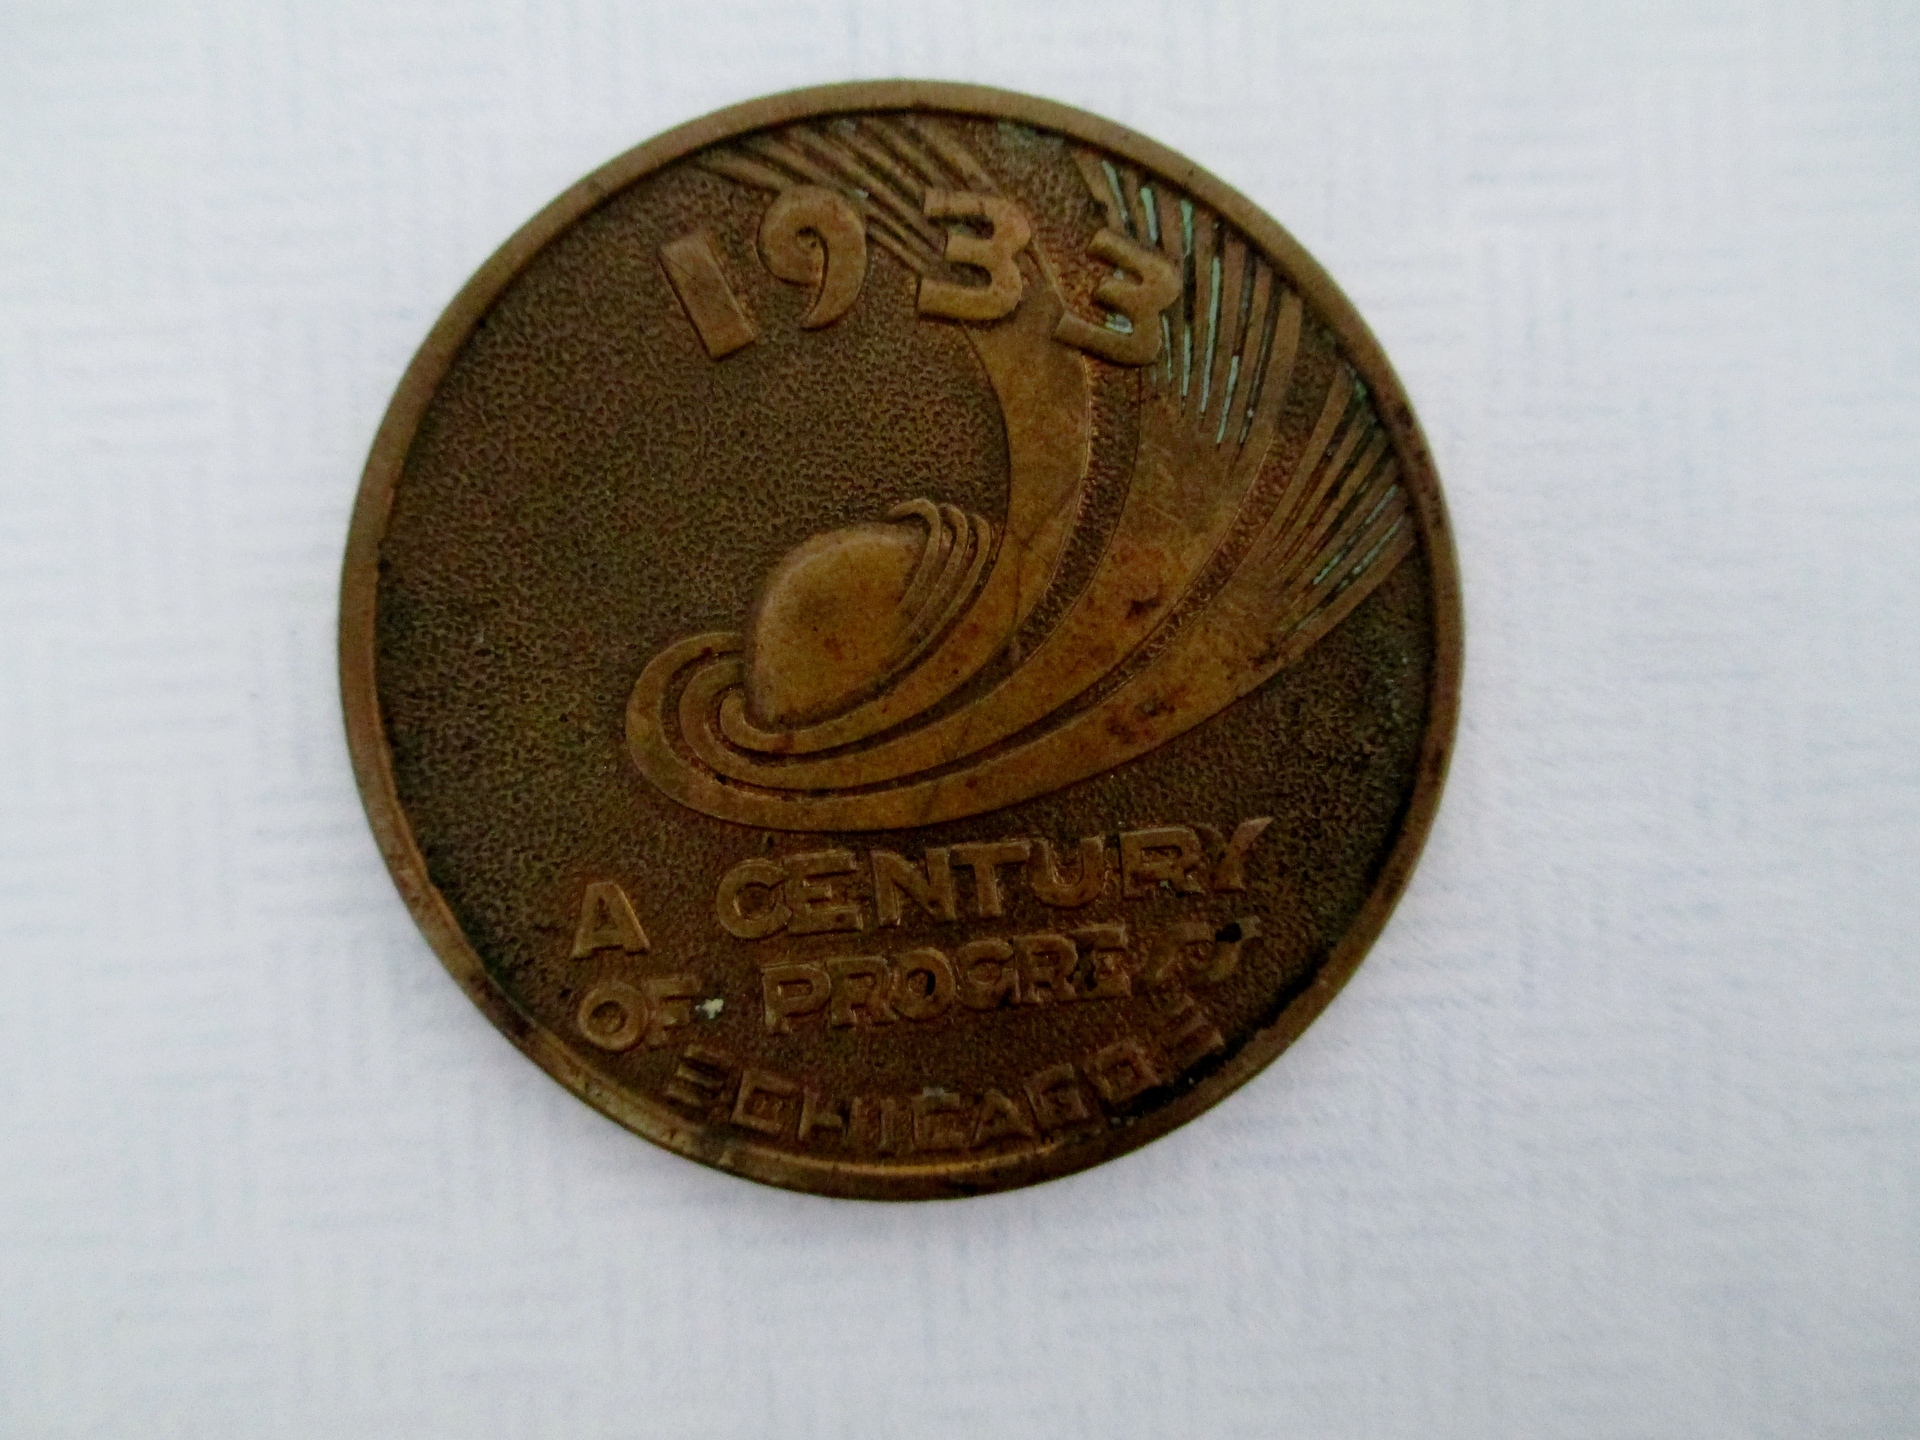 1933
A CENTURY
OF PROGRESS
CHICAGO